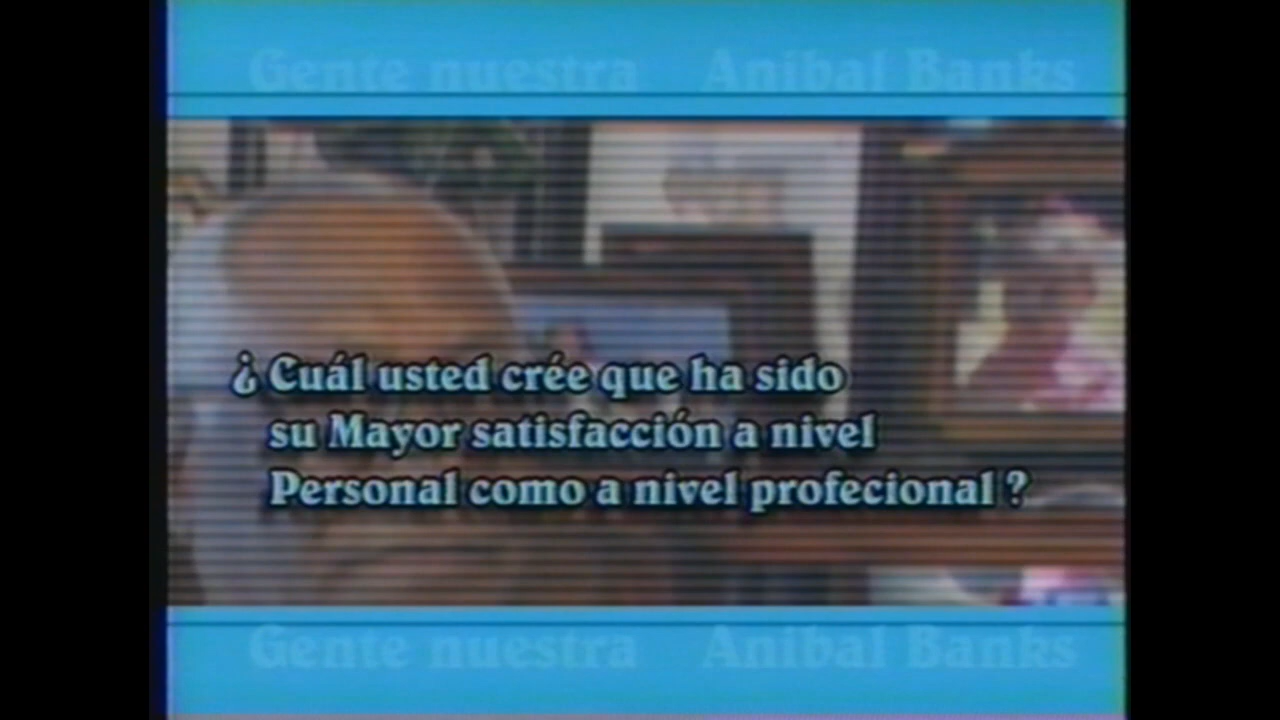 Gente nuestra Anibal Banks
¿ Cuál usted crée que ha sido
su Mayor satisfacción a nivel
Personal como a nivel profecional ?
Gente nuestra Anibal Banks